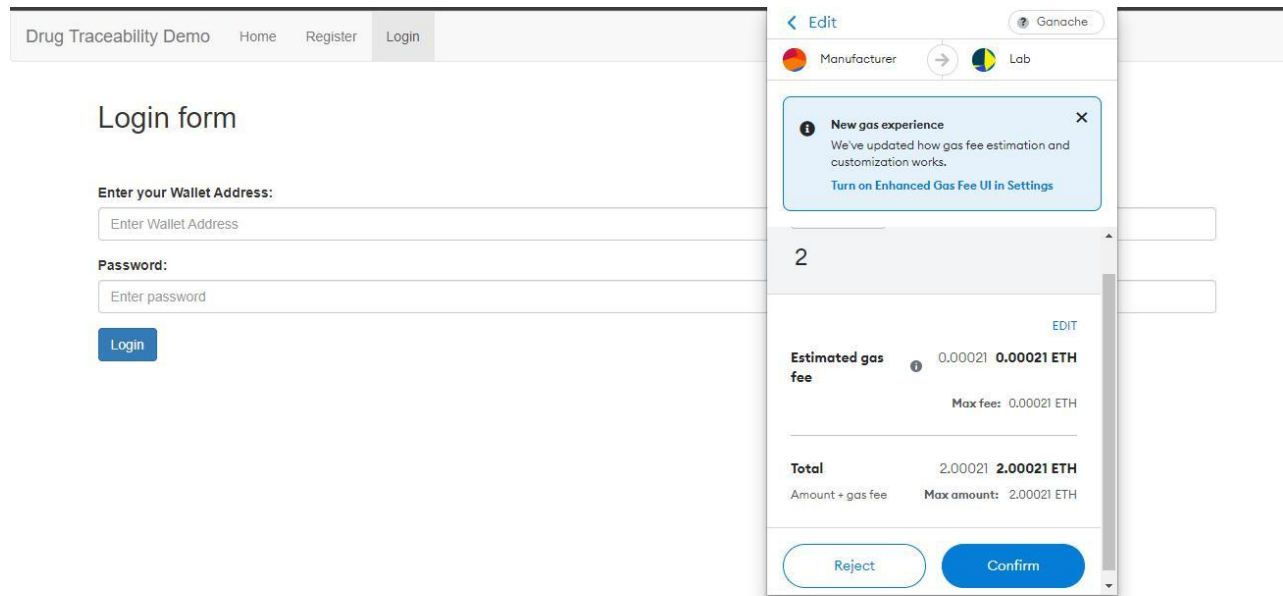 Drug Traceability Demo Home Register Login
Login form
Enter your Wallet Address:
Enter Wallet Address
Password:
Enter password
Login
Edit
Ganache
Manufacturer
Lab
New gas experience
We've updated how gas fee estimation and
customization works.
Turn on Enhanced Gas Fee UI in Settings
2
EDIT
Estimated gas
fee
0.00021 0.00021 ETH
Max fee: 0.00021 ETH
Total 2.00021 2.00021 ETH
Amount + gas fee Max amount: 2.00021 ETH
Reject Confirm